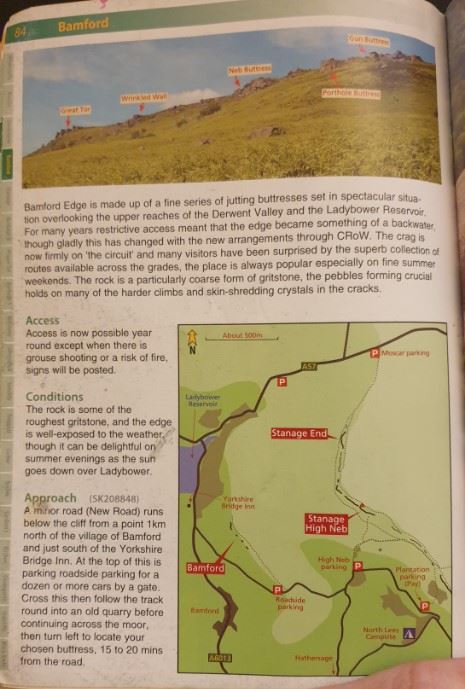 84
Bamford
Gun Buttress
Neb Buttress
Porthole Buttress
Wrinkled Wall
Great Tor
Bamford Edge is made up of a fine series of jutting buttresses set in spectacular situa-
tion overlooking the upper reaches of the Derwent Valley and the Ladybower Reservoir.
For many years restrictive access meant that the edge became something of a backwater,
though gladly this has changed with the new arrangements through CRoW. The crag is
now firmly on 'the circuit' and many visitors have been surprised by the superb collection of
routes available across the grades, the place is always popular especially on fine summer
weekends. The rock is a particularly coarse form of gritstone, the pebbles forming crucial
holds on many of the harder climbs and skin-shredding crystals in the cracks.
Access
Access is now possible year
round except when there is
grouse shooting or a risk of fire,
signs will be posted.
Conditions
The rock is some of the
roughest gritstone, and the edge
is well-exposed to the weather,
though it can be delightful on
summer evenings as the sun
goes down over Ladybower.
Approach (SK208848)
A minor road (New Road) runs
below the cliff from a point 1km
north of the village of Bamford
and just south of the Yorkshire
Bridge Inn. At the top of this is
parking roadside parking for a
dozen or more cars by a gate.
Cross this then follow the track
round into an old quarry before
continuing across the moor,
then turn left to locate your
chosen buttress, 15 to 20 mins
from the road.
About 500m
N
P Moscar parking
A57
P
Ladybower
Reservoir
Stanage End
Yorkshire
Bridge Inn
Stanage
High Neb
Bamford
High Neb
parking
P
Plantation
parking
(Pay)
P
P
Roadside
parking
Bamford
North Lees
Campsite
A6013
Hathersage